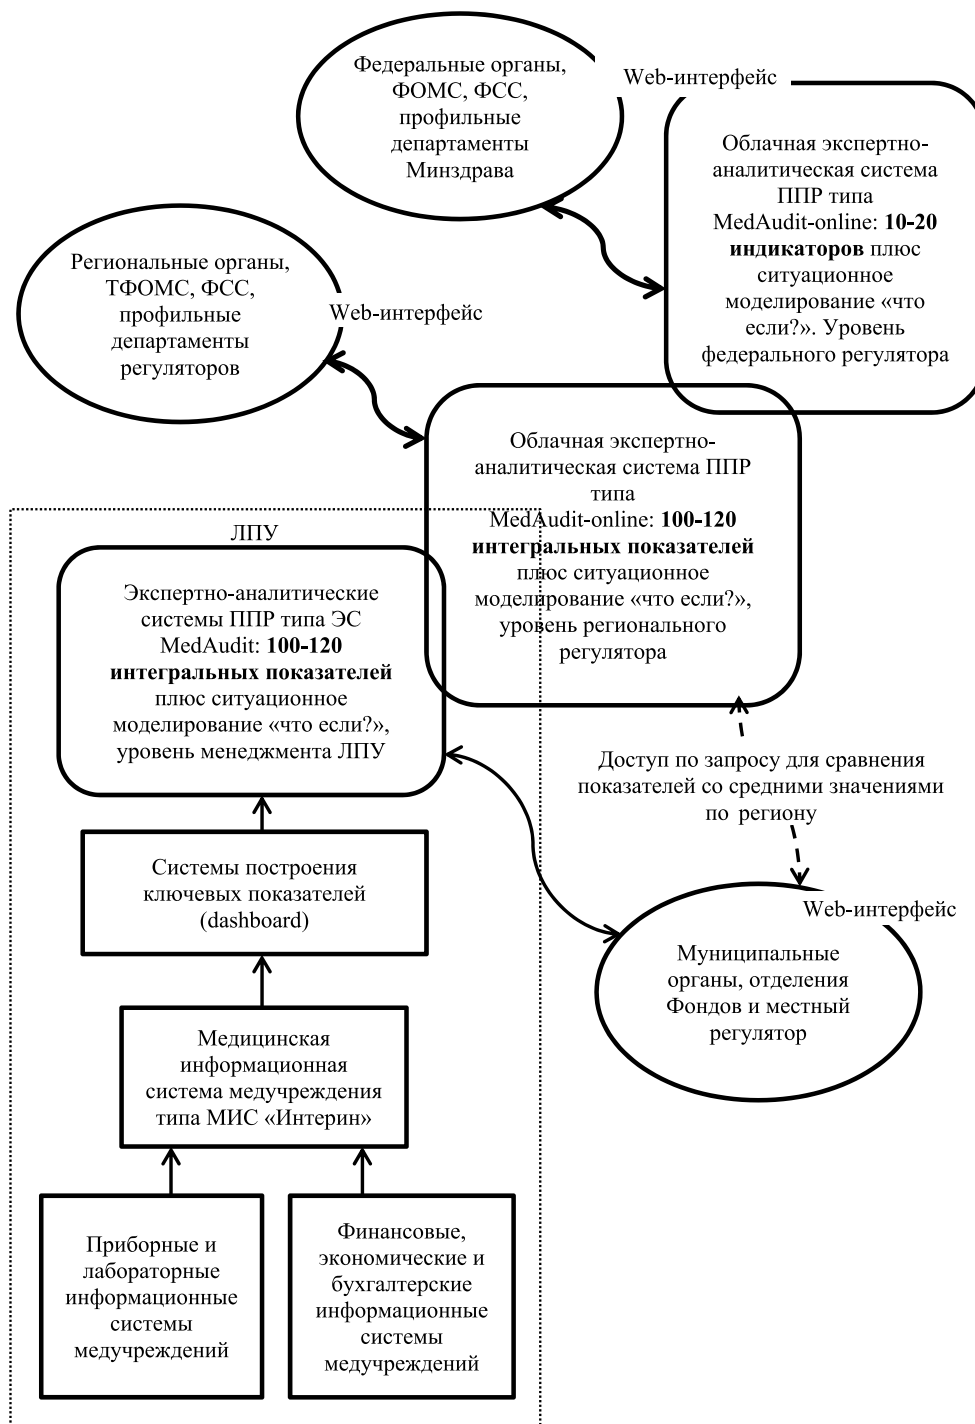 Федеральные органы,
ФОМС, ФСС,
профильные
департаменты
Минздрава
Web-интерфейс
Облачная экспертно-
аналитическая система
ППР типа
MedAudit-online: 10-20
индикаторов плюс
ситуационное
моделирование «что
если?». Уровень
федерального регулятора
Региональные органы,
ТФОМС, ФСС,
профильные
департаменты
регуляторов
Web-интерфейс
Облачная экспертно-
аналитическая система ППР
типа
MedAudit-online: 100-120
интегральных показателей
плюс ситуационное
моделирование «что если?»,
уровень регионального
регулятора
ЛПУ
Экспертно-аналитические
системы ППР типа ЭС
MedAudit: 100-120
интегральных показателей
плюс ситуационное
моделирование «что если?»,
уровень менеджмента ЛПУ
Доступ по запросу для сравнения
показателей со средними значениями
по региону
Системы построения
ключевых показателей
(dashboard)
Web-интерфейс
Муниципальные
органы, отделения
Фондов и местный
регулятор
Медицинская
информационная
система медучреждения
типа МИС «Интерин»
Приборные и
лабораторные
информационные
системы
медучреждений
Финансовые,
экономические и
бухгалтерские
информационные
системы
медучреждений